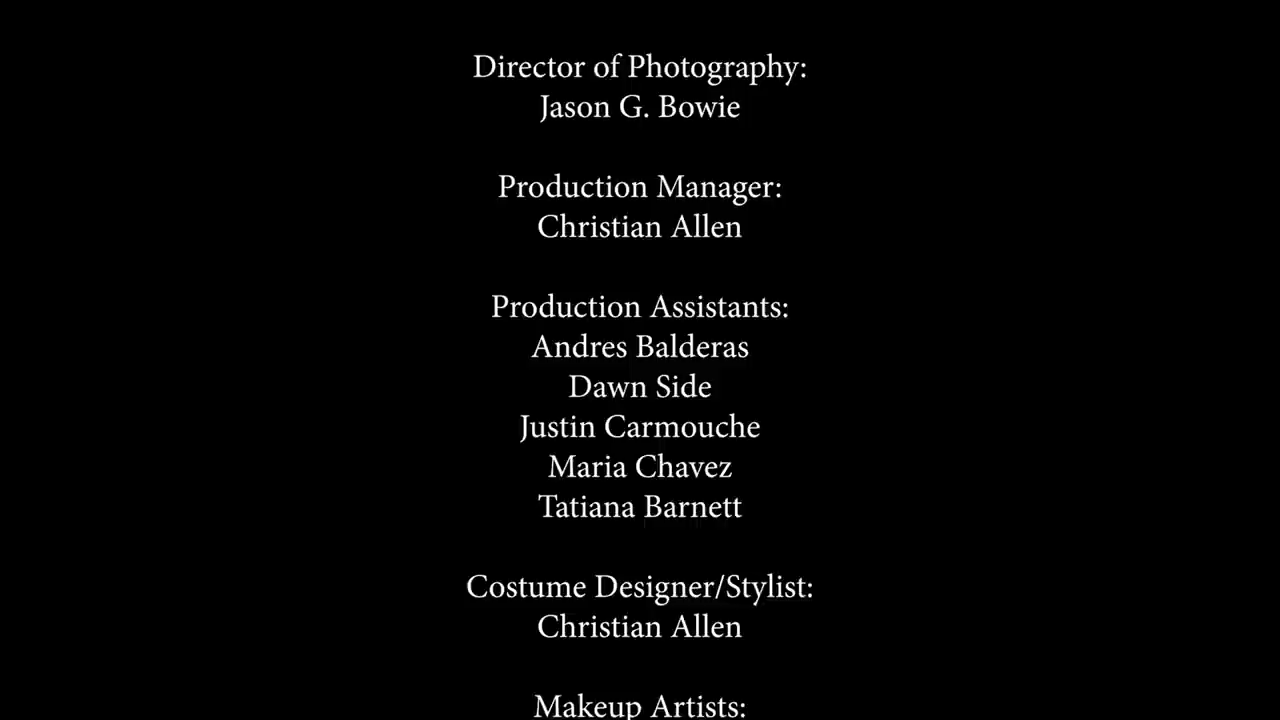 Director of Photography:
Jason G. Bowie
Production Manager:
Christian Allen
Production Assistants:
Andres Balderas
Dawn Side
Justin Carmouche
Maria Chavez
Tatiana Barnett
Costume Designer/Stylist:
Christian Allen
Makeup Artists: